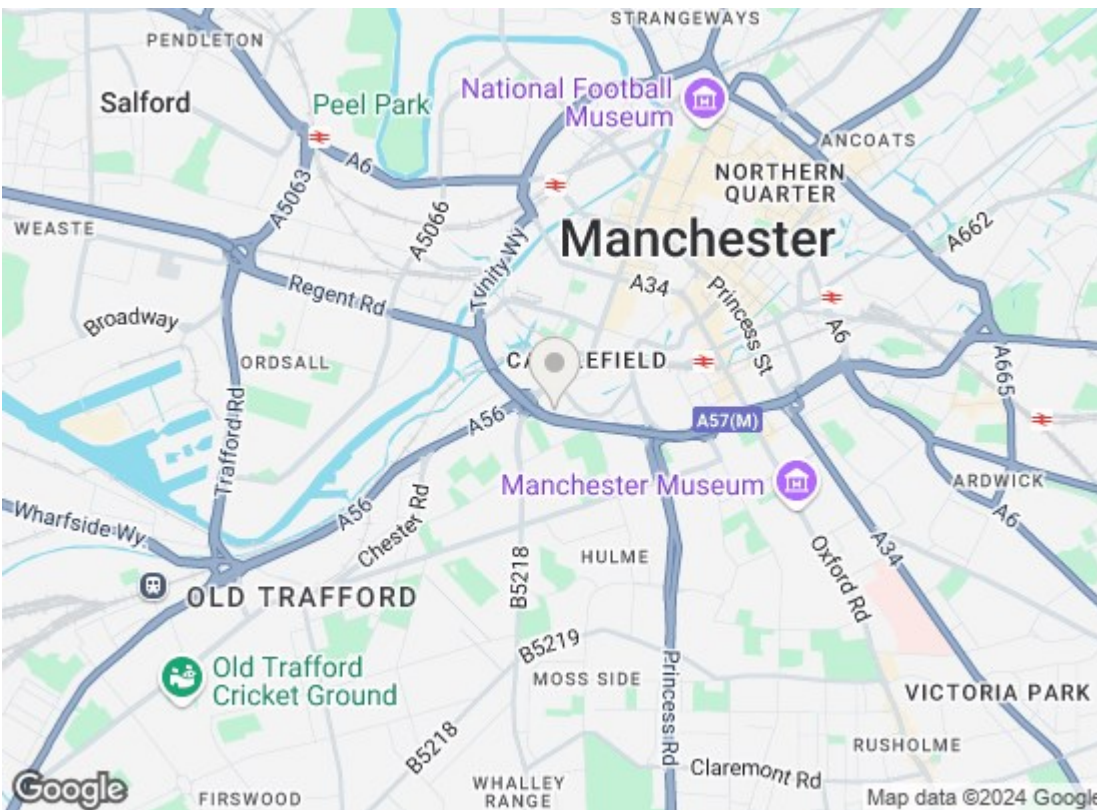 STRANGEWAYS
PENDLETON
National Football
Museum
Salford
Peel Park
ANCOATS
A6
NORTHERN
QUARTER
A5063
A5066
WEASTE
Manchester
A662
Trinity Wy
A34
Princess St
Regent Rd
A6
Broadway
ORDSALL
A665
Trafford Rd
A56
A57(M)
Manchester Museum
ARDWICK
Wharfside Wy
A56
Chester Rd
A6
HULME
B5218
Oxford Rd
A34
OLD TRAFFORD
B5219
Old Trafford
Cricket Ground
MOSS SIDE
Princess Rd
VICTORIA PARK
B5218
RUSHOLME
Claremont Rd
WHALLEY
RANGE
Google
FIRSWOOD
Map data ©2024 Google